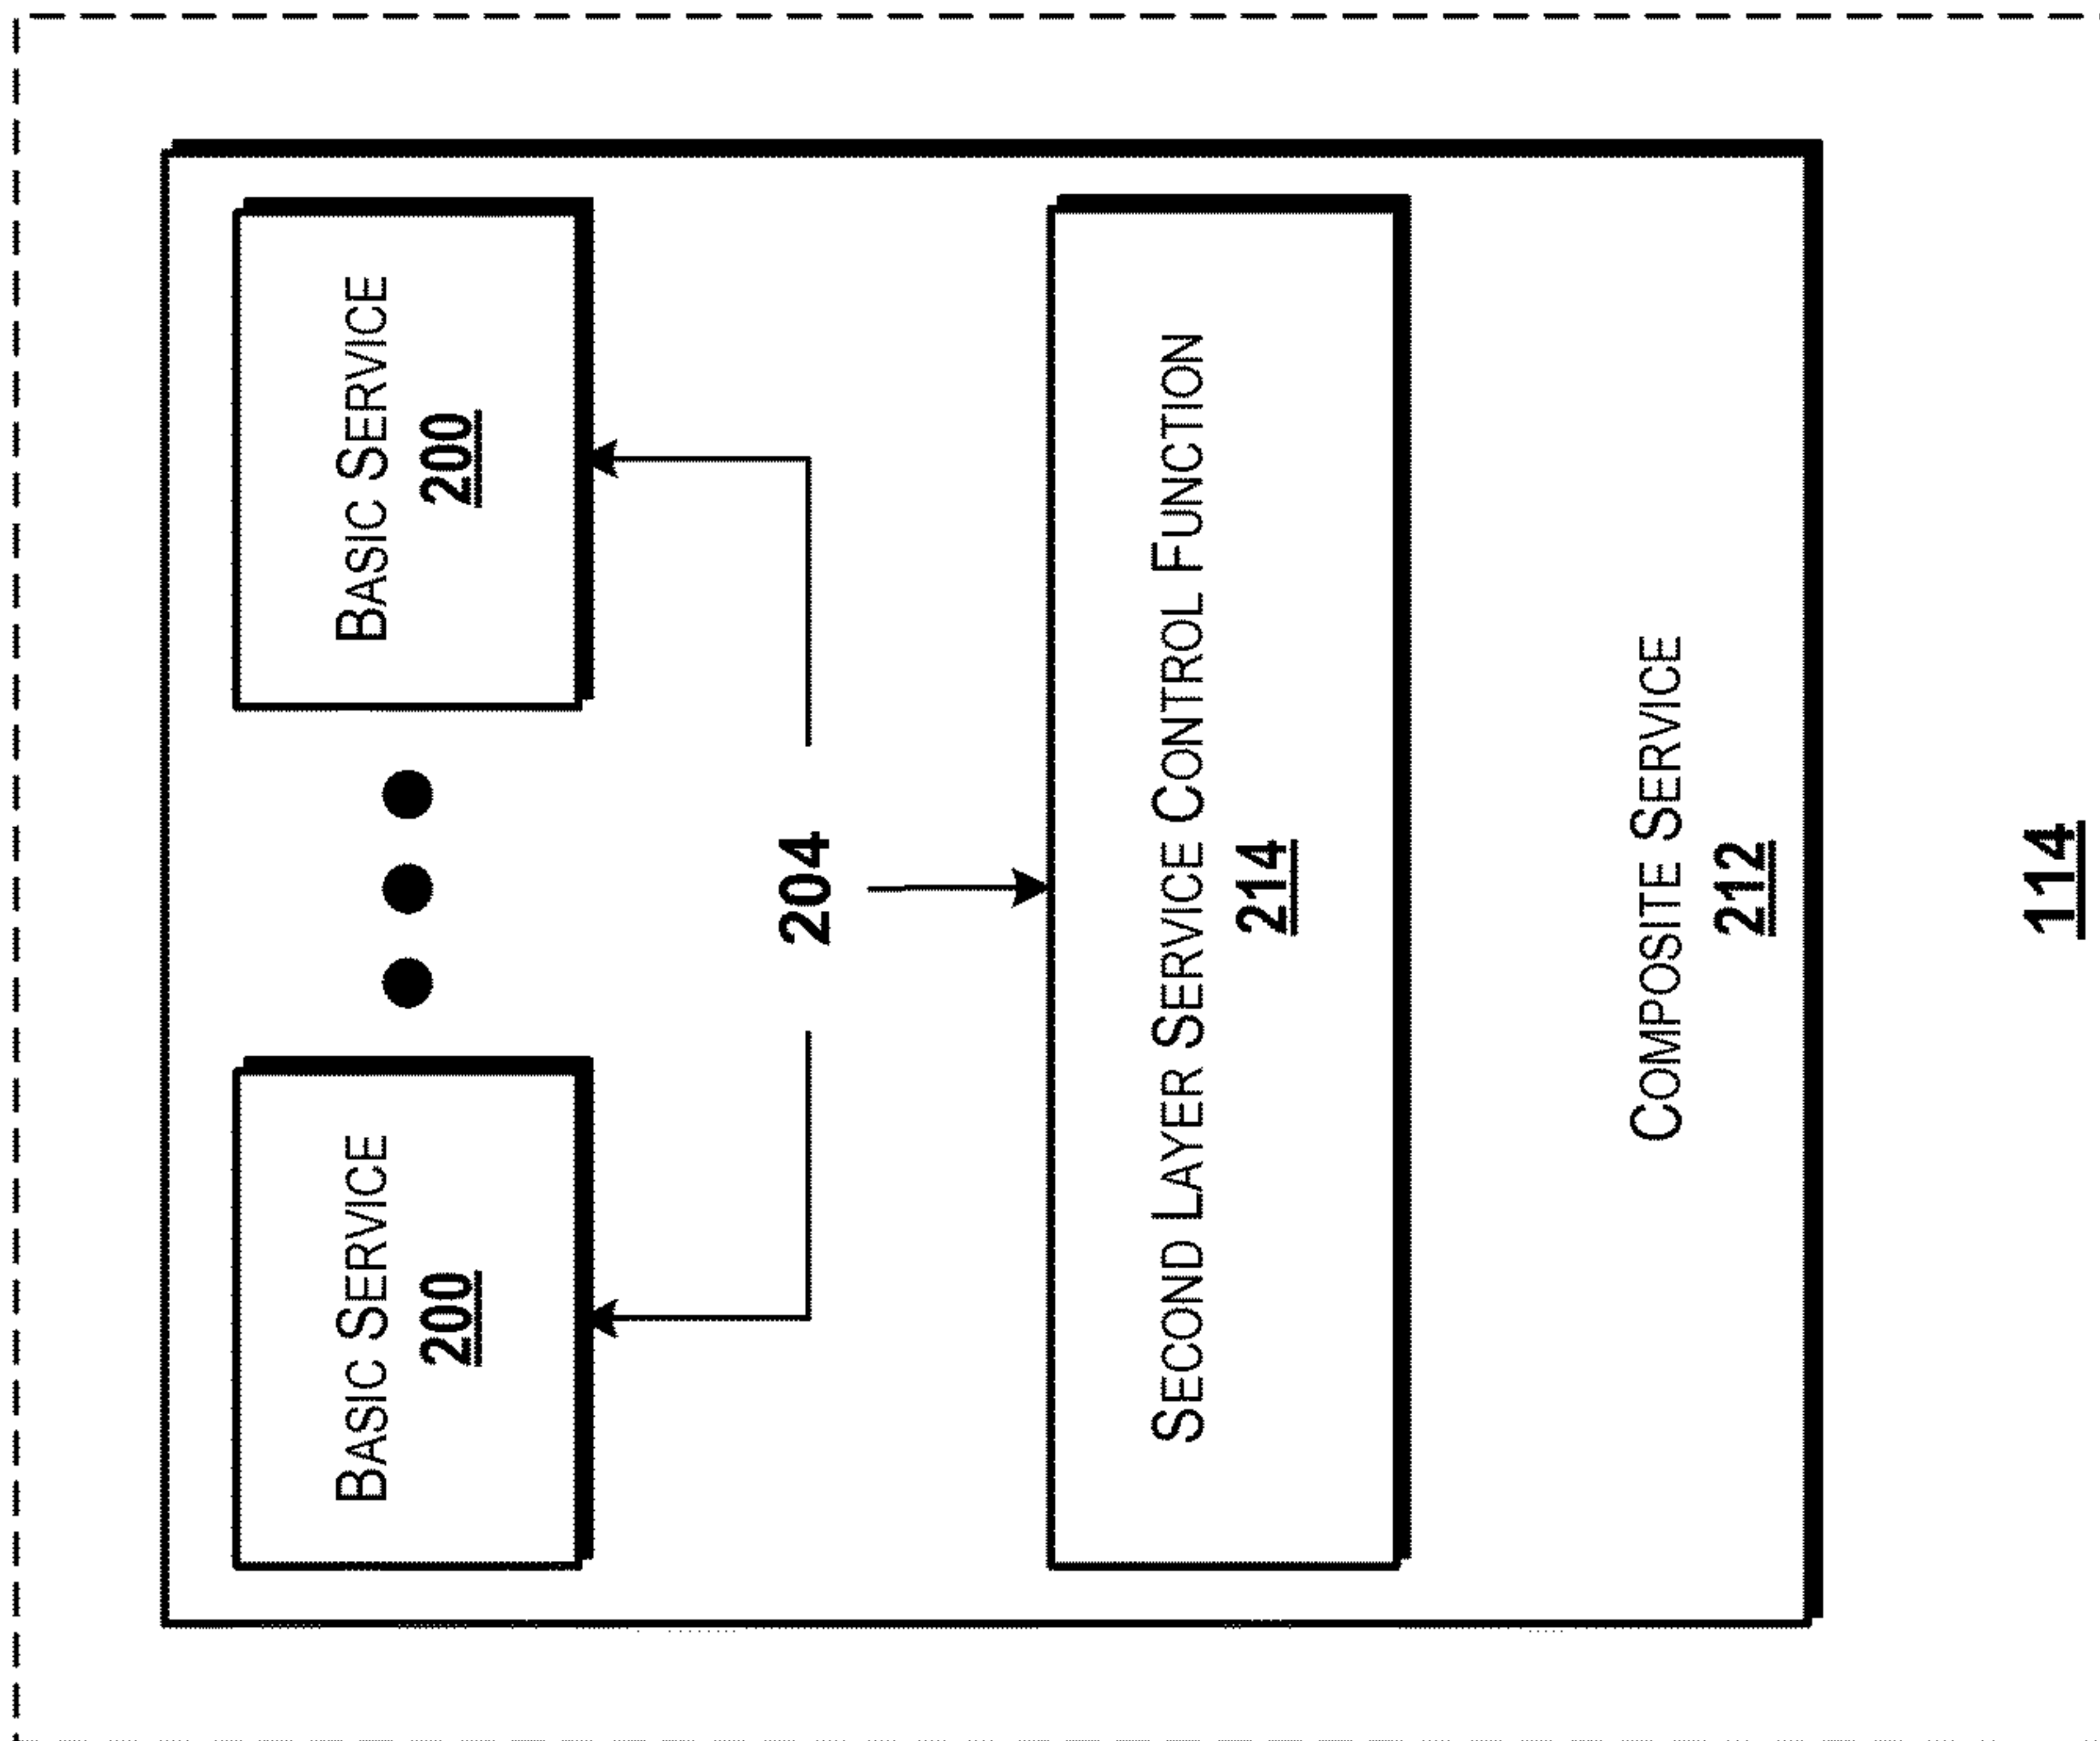 BASIC SERVICE
200
BASIC SERVICE
200
204
SECOND LAYER SERVICE CONTROL FUNCTION
214
COMPOSITE SERVICE
212
114